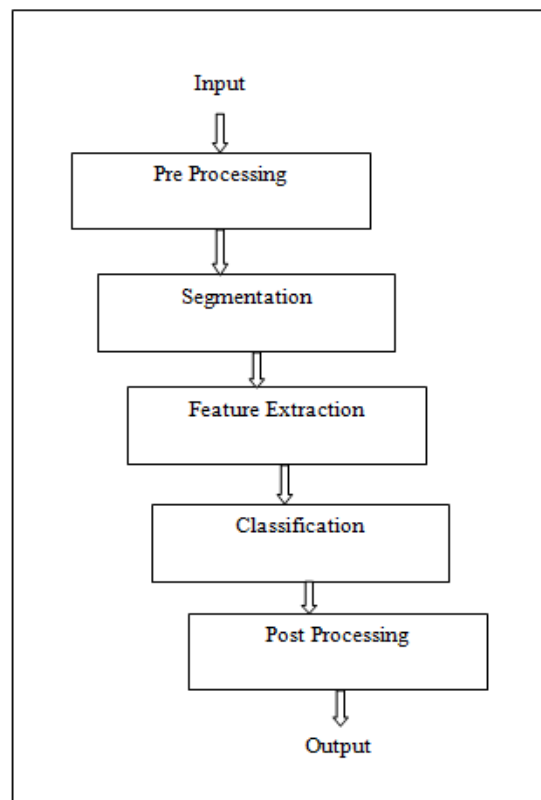 Input
Pre Processing
Segmentation
Feature Extraction
Classification
Post Processing
Output